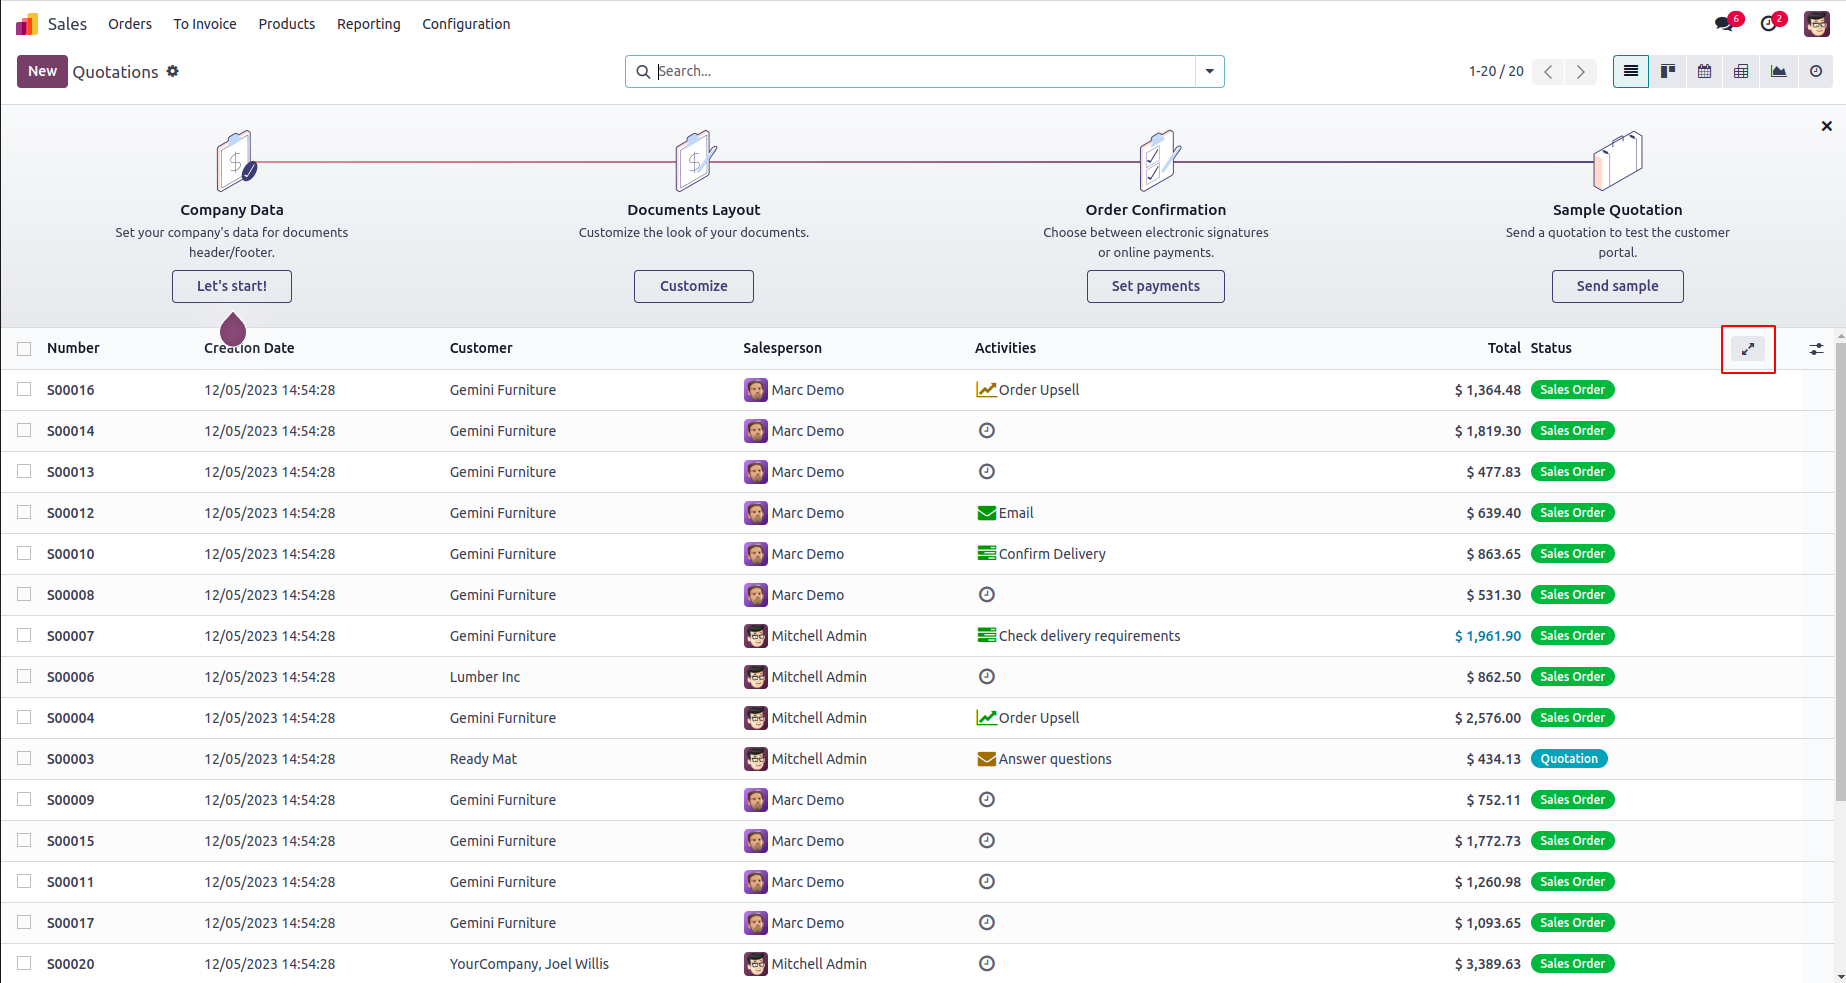 Sales Orders To Invoice Products Reporting Configuration 6 2
New Quotations Search... 1-20 / 20
Company Data Documents Layout Order Confirmation Sample Quotation
Set your company's data for documents Customize the look of your documents. Choose between electronic signatures Send a quotation to test the customer
header/footer. or online payments. portal.
Let's start! Customize Set payments Send sample
Number Creation Date Customer Salesperson Activities Total Status
S00016 12/05/2023 14:54:28 Gemini Furniture Marc Demo Order Upsell $ 1,364.48 Sales Order
S00014 12/05/2023 14:54:28 Gemini Furniture Marc Demo $ 1,819.30 Sales Order
S00013 12/05/2023 14:54:28 Gemini Furniture Marc Demo $ 477.83 Sales Order
S00012 12/05/2023 14:54:28 Gemini Furniture Marc Demo Email $ 639.40 Sales Order
S00010 12/05/2023 14:54:28 Gemini Furniture Marc Demo Confirm Delivery $ 863.65 Sales Order
S00008 12/05/2023 14:54:28 Gemini Furniture Marc Demo $ 531.30 Sales Order
S00007 12/05/2023 14:54:28 Gemini Furniture Mitchell Admin Check delivery requirements $ 1,961.90 Sales Order
S00006 12/05/2023 14:54:28 Lumber Inc Mitchell Admin $ 862.50 Sales Order
S00004 12/05/2023 14:54:28 Gemini Furniture Mitchell Admin Order Upsell $ 2,576.00 Sales Order
S00003 12/05/2023 14:54:28 Ready Mat Mitchell Admin Answer questions $ 434.13 Quotation
S00009 12/05/2023 14:54:28 Gemini Furniture Marc Demo $ 752.11 Sales Order
S00015 12/05/2023 14:54:28 Gemini Furniture Marc Demo $ 1,772.73 Sales Order
S00011 12/05/2023 14:54:28 Gemini Furniture Marc Demo $ 1,260.98 Sales Order
S00017 12/05/2023 14:54:28 Gemini Furniture Marc Demo $ 1,093.65 Sales Order
S00020 12/05/2023 14:54:28 YourCompany, Joel Willis Mitchell Admin $ 3,389.63 Sales Order